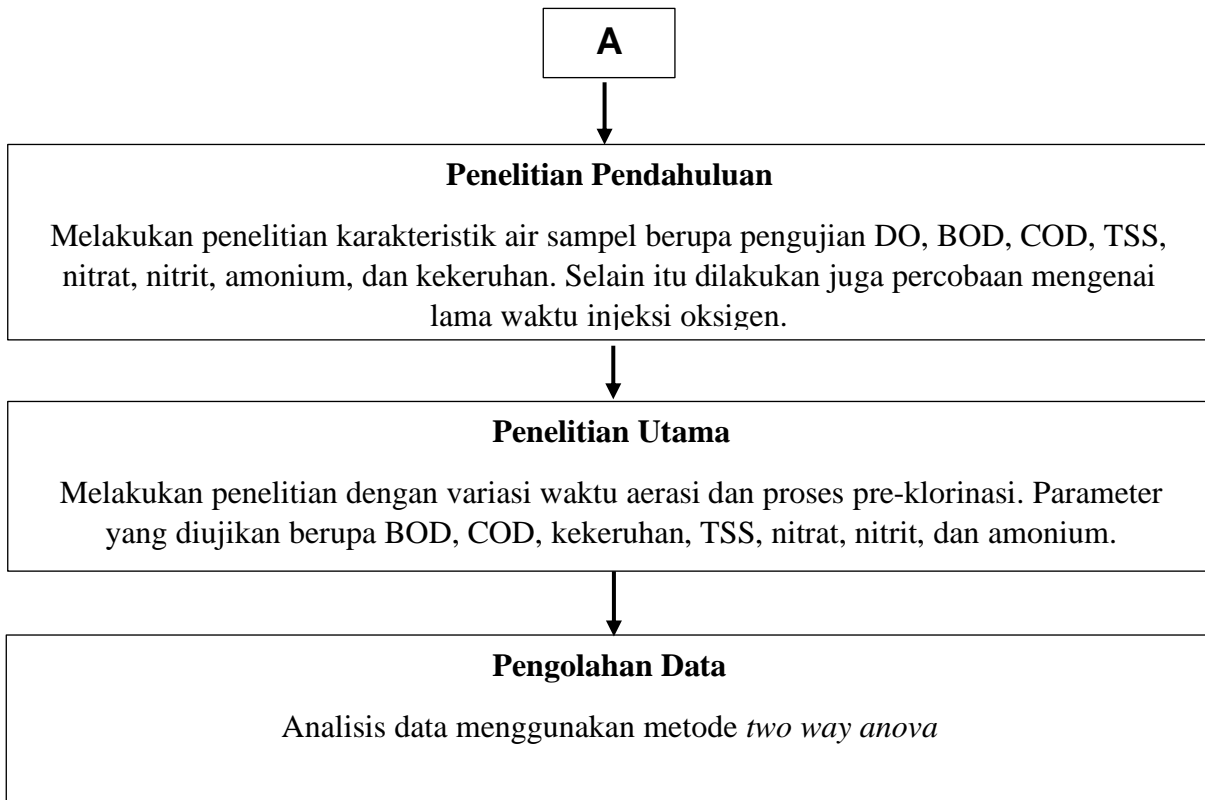 A
Penelitian Pendahuluan
Melakukan penelitian karakteristik air sampel berupa pengujian DO, BOD, COD, TSS,
nitrat, nitrit, amonium, dan kekeruhan. Selain itu dilakukan juga percobaan mengenai
lama waktu injeksi oksigen.
Penelitian Utama
Melakukan penelitian dengan variasi waktu aerasi dan proses pre-klorinasi. Parameter
yang diujikan berupa BOD, COD, kekeruhan, TSS, nitrat, nitrit, dan amonium.
Pengolahan Data
Analisis data menggunakan metode two way anova